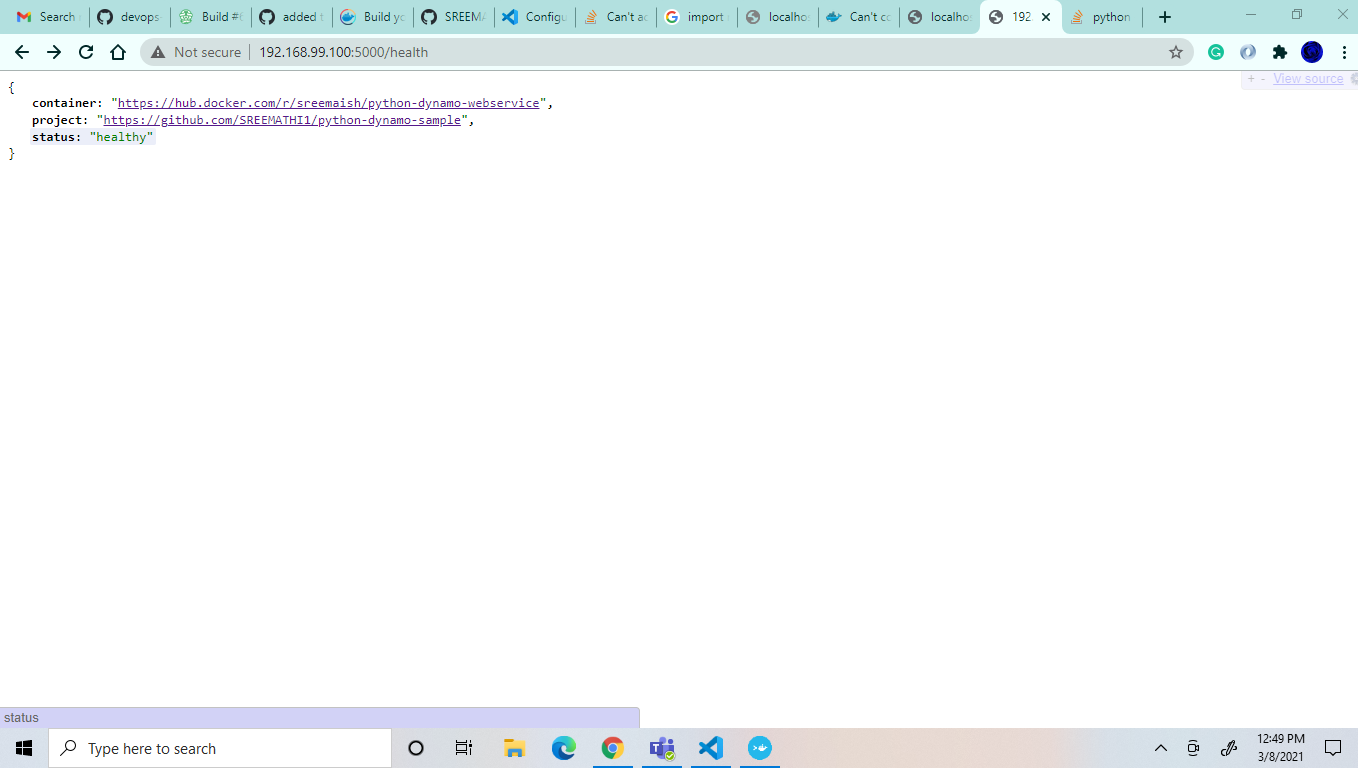 Search
devops-
Build #6
added t
Build yo
SREEMA
Configu
Can't ac
import
localhos
Can't co
localhos
192.
python
Not secure
192.168.99.100:5000/health
+ - View source
{
container: "https://hub.docker.com/r/sreemaish/python-dynamo-webservice",
project: "https://github.com/SREEMATHI1/python-dynamo-sample",
status: "healthy"
}
status
Type here to search
12:49 PM
3/8/2021